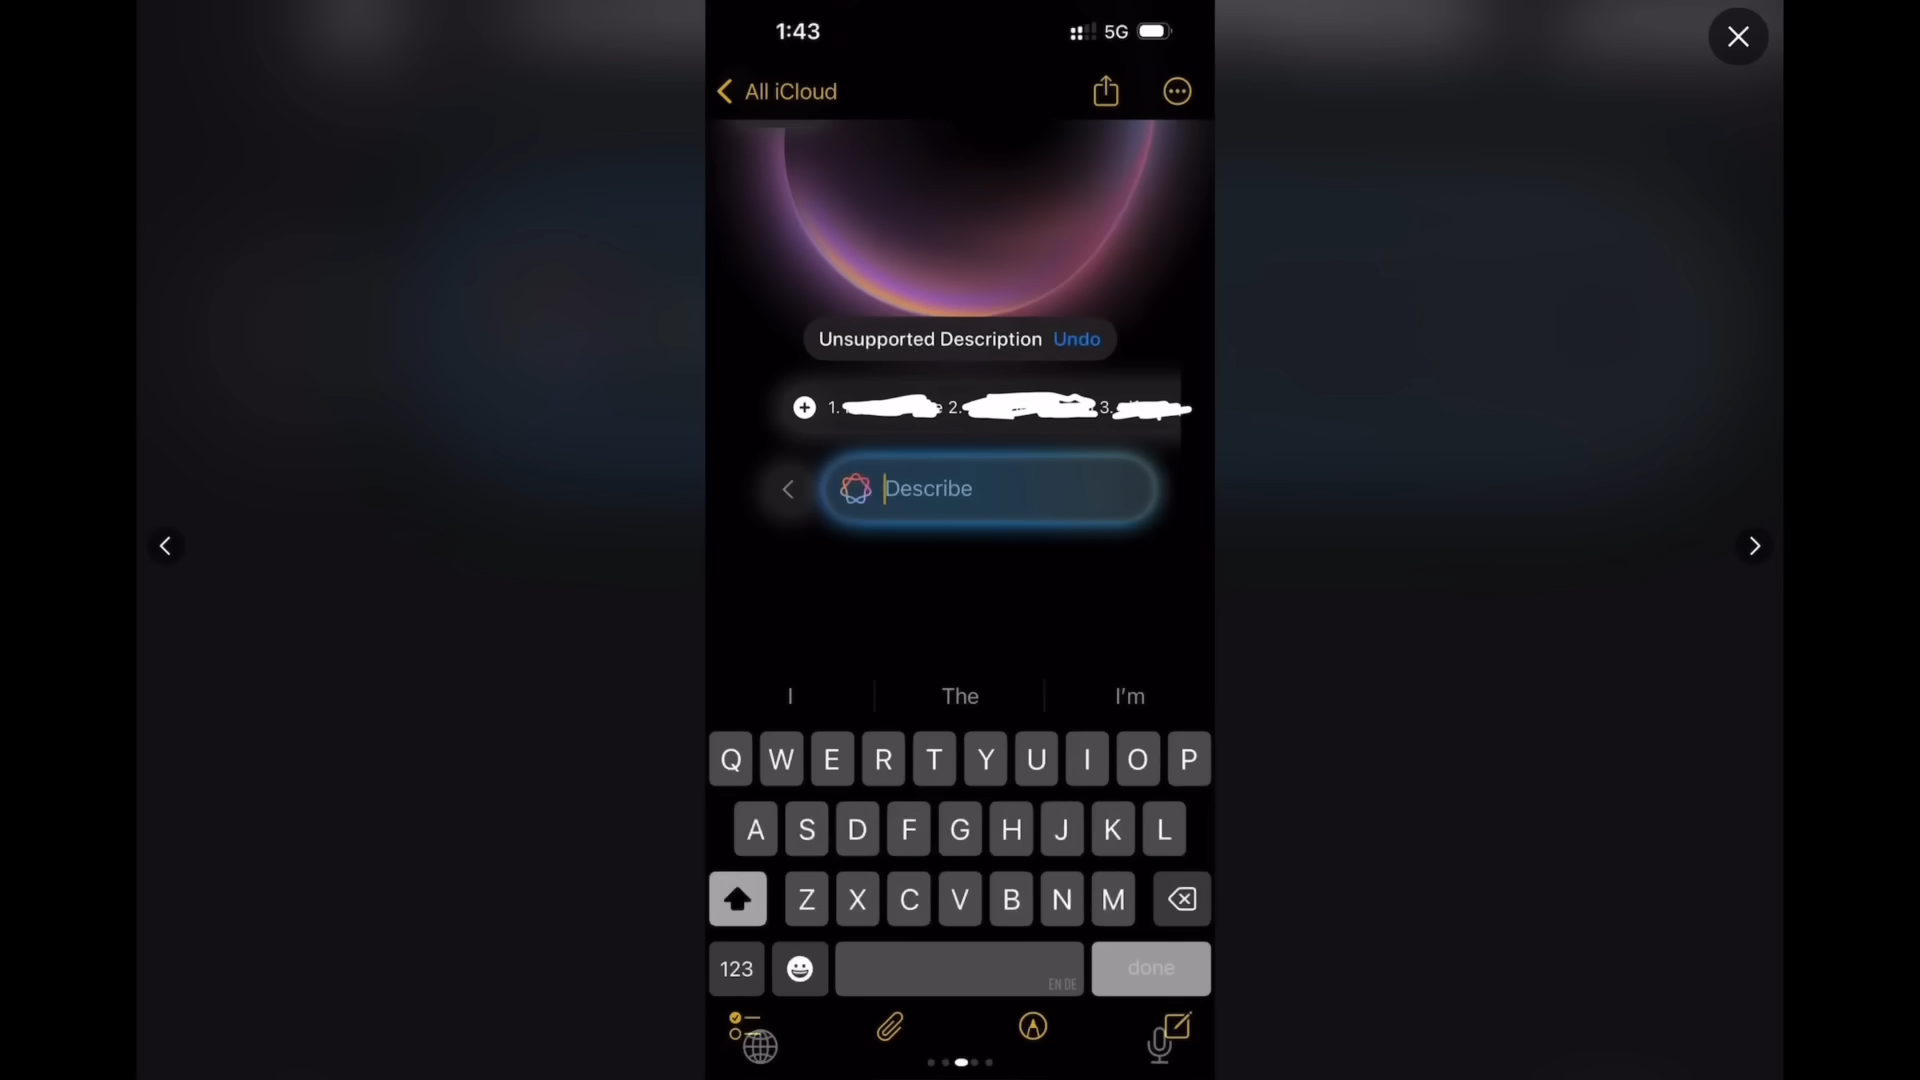 1:43
5G
All iCloud
Unsupported Description Undo
1. 2. 3.
Describe
I The I'm
Q W E R T Y U I O P
A S D F G H J K L
Z X C V B N M
123
EN DE
done